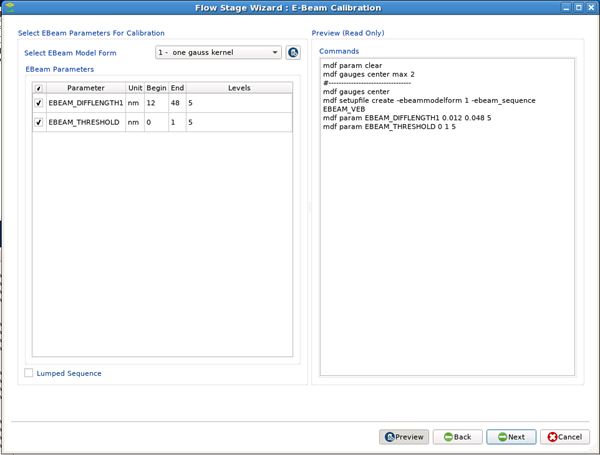 Flow Stage Wizard : E-Beam Calibration
Select EBeam Parameters For Calibration
Select EBeam Model Form
1 - one gauss kernel
EBeam Parameters
Parameter Unit Begin End Levels
EBEAM_DIFFLENGTH1 nm 12 48 5
EBEAM_THRESHOLD nm 0 1 5
Lumped Sequence
Preview (Read Only)
Commands
mdf param clear
mdf gauges center max 2
#--------------------------------
mdf gauges center
mdf setupfile create -ebeammodelform 1 -ebeam_sequence
EBEAM_VEB
mdf param EBEAM_DIFFLENGTH1 0.012 0.048 5
mdf param EBEAM_THRESHOLD 0 1 5
Preview Back Next Cancel